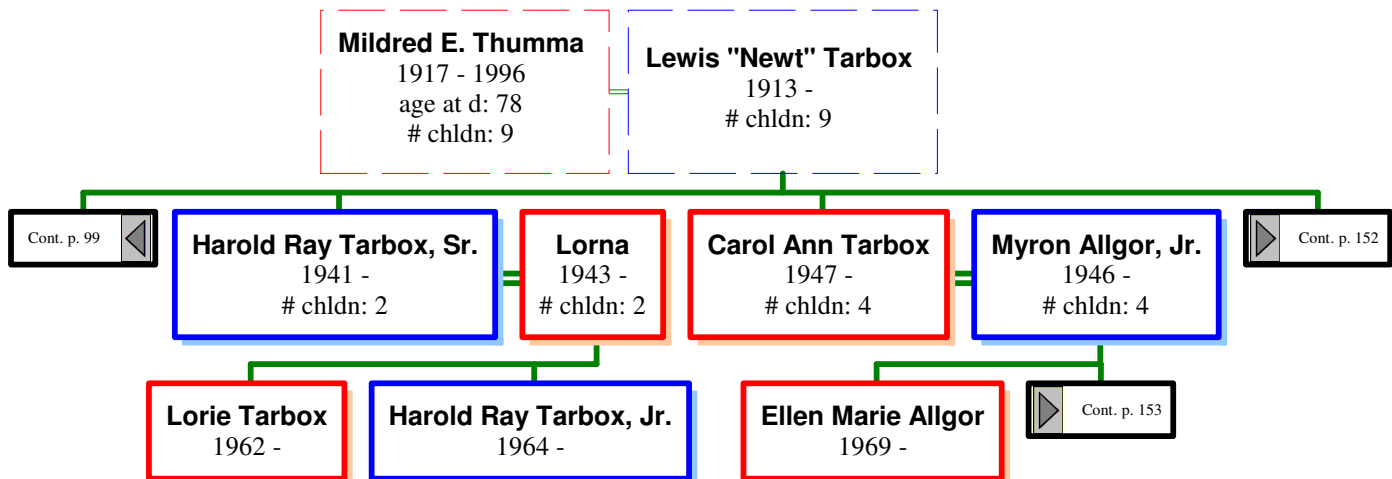 Mildred E. Thumma
1917 - 1996
age at d: 78
# chldn: 9
Lewis "Newt" Tarbox
1913 -
# chldn: 9
Cont. p. 99
Harold Ray Tarbox, Sr.
1941 -
# chldn: 2
Lorna
1943 -
# chldn: 2
Carol Ann Tarbox
1947 -
# chldn: 4
Myron Allgor, Jr.
1946 -
# chldn: 4
Cont. p. 152
Lorie Tarbox
1962 -
Harold Ray Tarbox, Jr.
1964 -
Ellen Marie Allgor
1969 -
Cont. p. 153